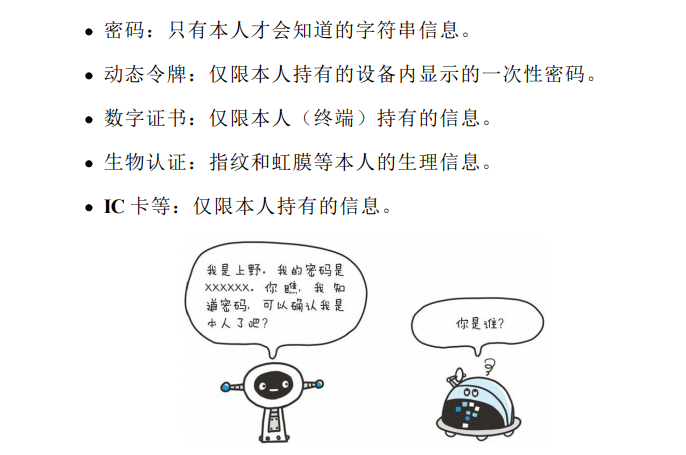 • 密码：只有本人才会知道的字符串信息。
• 动态令牌：仅限本人持有的设备内显示的一次性密码。
• 数字证书：仅限本人（终端）持有的信息。
• 生物认证：指纹和虹膜等本人的生理信息。
• IC 卡等：仅限本人持有的信息。
我是上野。我的密码是
XXXXXX。你瞧，我知
道密码，可以确认我是
本人了吧？
你是谁？